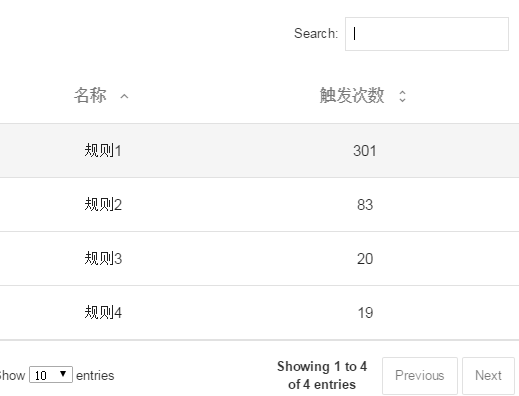 Search:
名称 触发次数
规则1 301
规则2 83
规则3 20
规则4 19
Show 10 entries
Showing 1 to 4
of 4 entries
Previous Next